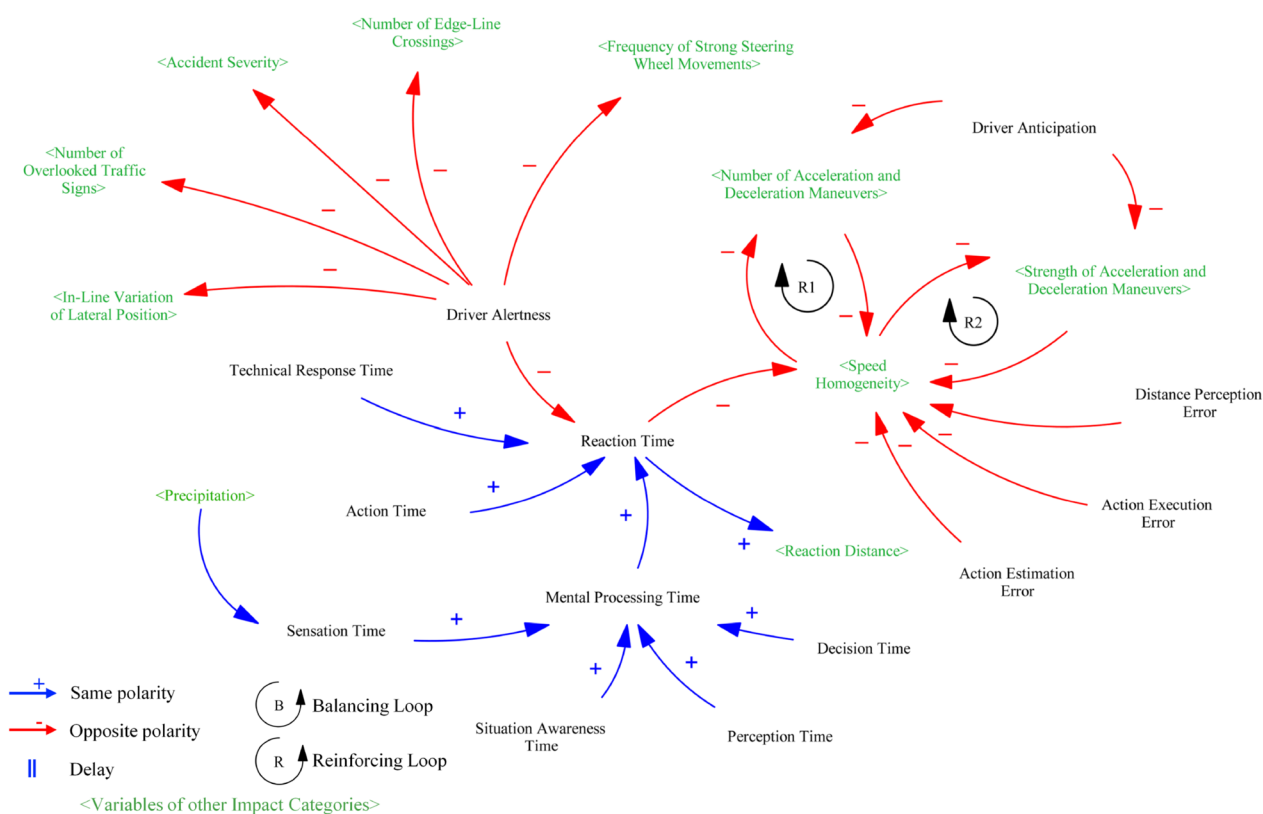 <Number of Edge-Line
Crossings>
<Accident Severity>
<Frequency of Strong Steering
Wheel Movements>
<Number of
Overlooked Traffic
Signs>
<In-Line Variation
of Lateral Position>
Driver Alertness
Driver Anticipation
<Number of Acceleration and
Deceleration Maneuvers>
<Strength of Acceleration and
Deceleration Maneuvers>
R1
R2
<Speed
Homogeneity>
Technical Response Time
Reaction Time
Distance Perception
Error
Action Execution
Error
Action Estimation
Error
<Precipitation>
Action Time
<Reaction Distance>
Mental Processing Time
Sensation Time
Decision Time
Situation Awareness
Time
Perception Time
− − − − − − − − − − − − − − − −
+ + + + + + + +
+ Same polarity
- Opposite polarity
Delay
B Balancing Loop
R Reinforcing Loop
<Variables of other Impact Categories>